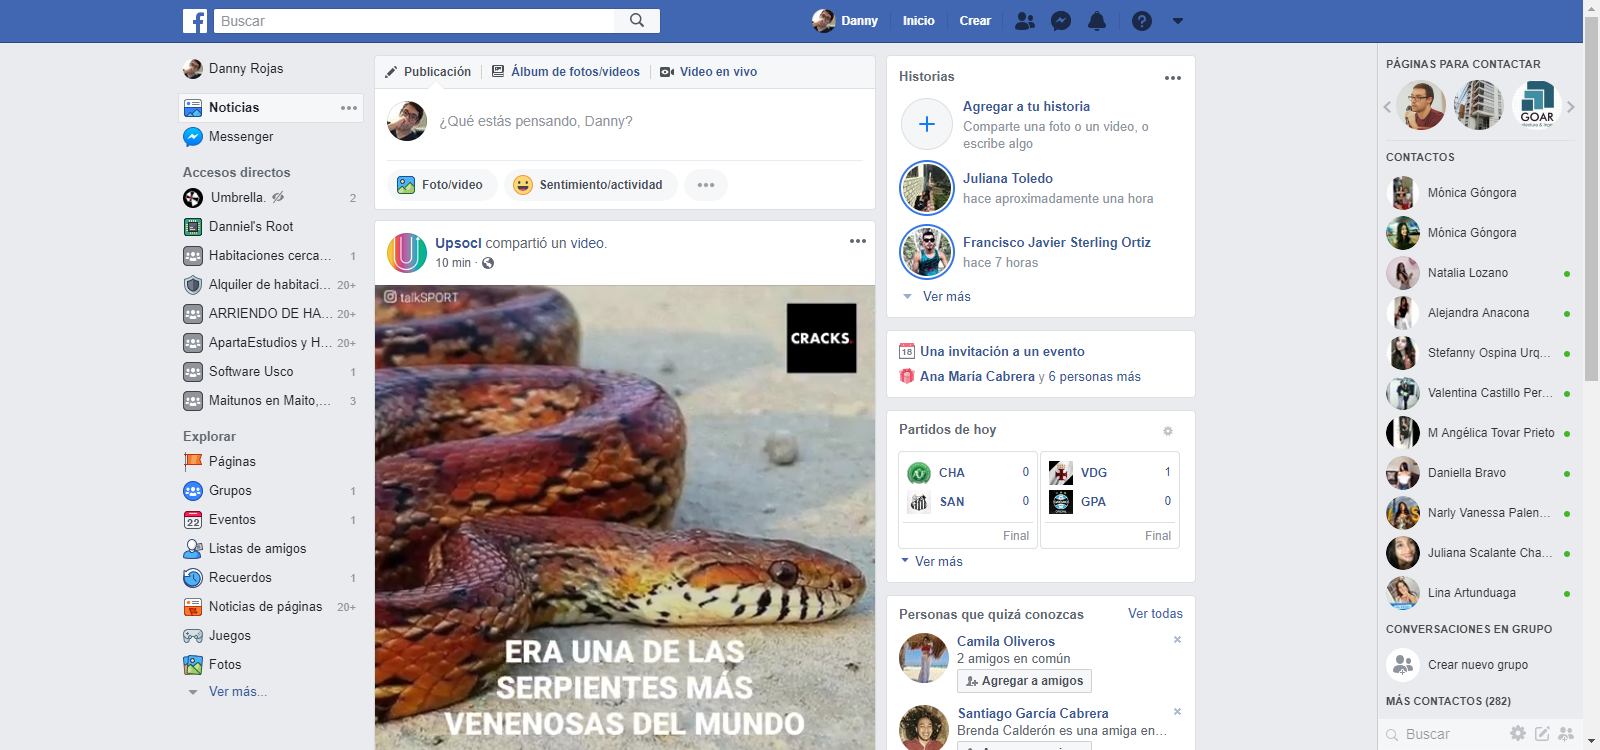 Buscar
Danny
Inicio
Crear
Danny Rojas
Noticias
Messenger
Accesos directos
Umbrella.
2
Danniel's Root
Habitaciones cerca...
1
Alquiler de habitaci...
20+
ARRIENDO DE HA...
20+
ApartaEstudios y H...
20+
Software Usco
1
Maitunos en Maito,...
3
Explorar
Páginas
Grupos
1
Eventos
1
22
Listas de amigos
Recuerdos
1
Noticias de páginas
20+
Juegos
Fotos
Ver más...
Publicación
Álbum de fotos/videos
Video en vivo
¿Qué estás pensando, Danny?
Foto/video
Sentimiento/actividad
Upsocl compartió un video.
10 min ·
talkSPORT
CRACKS.
ERA UNA DE LAS
SERPIENTES MÁS
VENENOSAS DEL MUNDO
Historias
Agregar a tu historia
Comparte una foto o un video, o
escribe algo
Juliana Toledo
hace aproximadamente una hora
Francisco Javier Sterling Ortiz
hace 7 horas
Ver más
18
Una invitación a un evento
Ana María Cabrera y 6 personas más
Partidos de hoy
CHA 0
SAN 0
Final
VDG 1
GPA 0
Final
Ver más
Personas que quizá conozcas
Ver todas
Camila Oliveros
2 amigos en común
Agregar a amigos
Santiago García Cabrera
Brenda Calderón es una amiga en...
PÁGINAS PARA CONTACTAR
GOAR
CONTACTOS
Mónica Góngora
Mónica Góngora
Natalia Lozano
Alejandra Anacona
Stefanny Ospina Urq...
Valentina Castillo Per...
M Angélica Tovar Prieto
Daniella Bravo
Narly Vanessa Palen...
Juliana Scalante Cha...
Lina Artunduaga
CONVERSACIONES EN GRUPO
Crear nuevo grupo
MÁS CONTACTOS (282)
Buscar